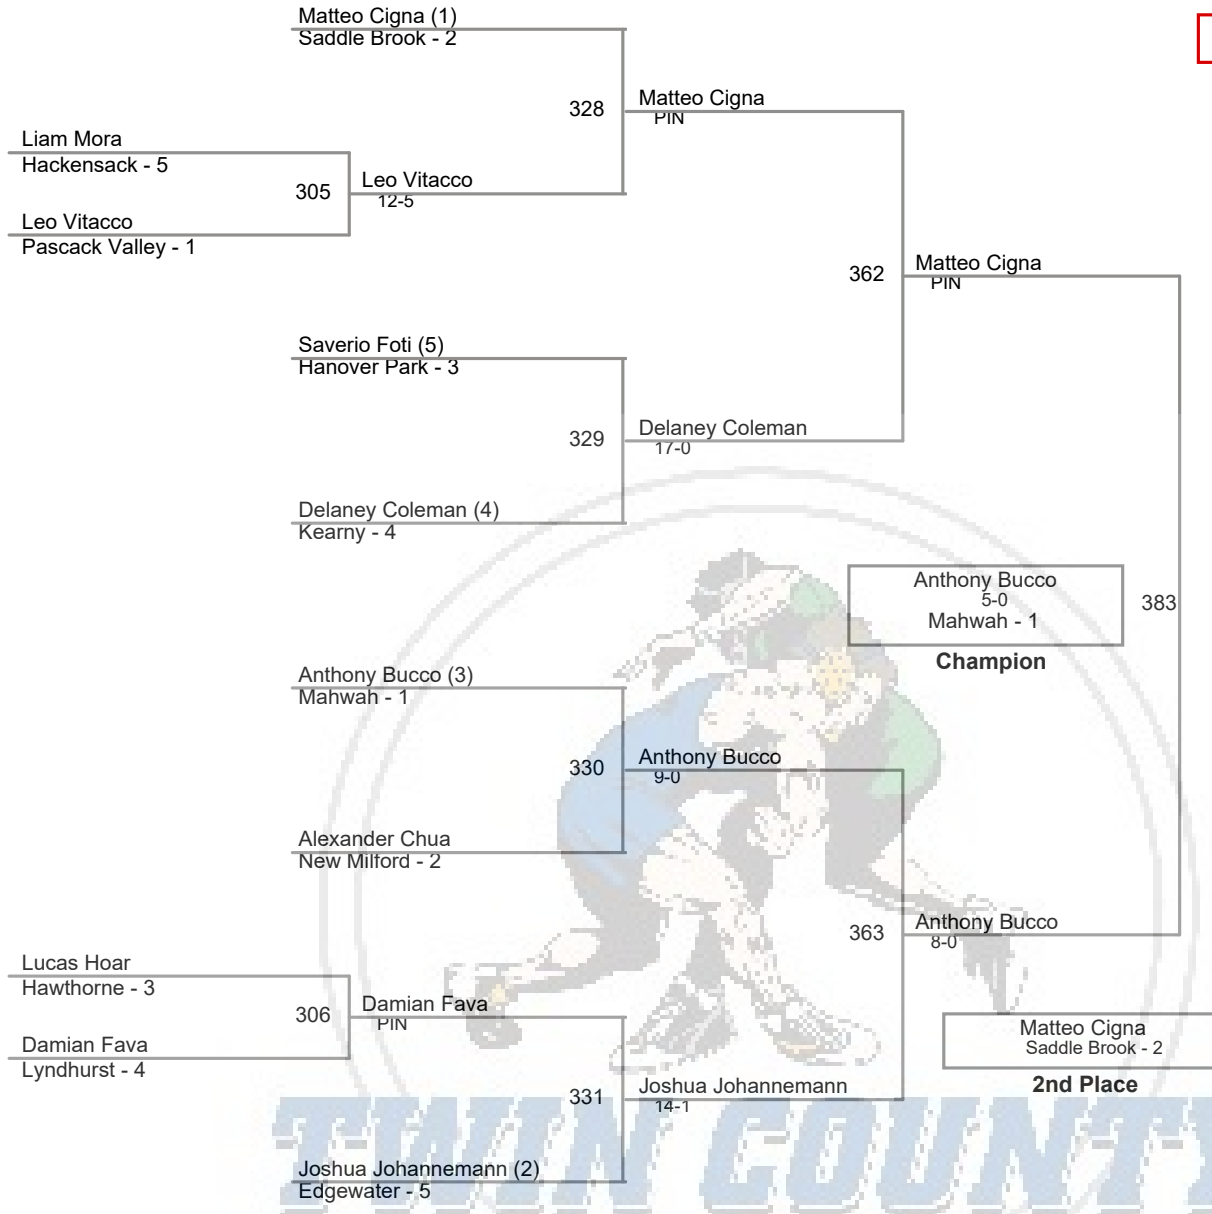 Matteo Cigna (1)
Saddle Brook - 2
328
Matteo Cigna
PIN
Liam Mora
Hackensack - 5
305
Leo Vitacco
12-5
Leo Vitacco
Pascack Valley - 1
362
Matteo Cigna
PIN
Saverio Foti (5)
Hanover Park - 3
329
Delaney Coleman
17-0
Delaney Coleman (4)
Kearny - 4
Anthony Bucco
5-0
Mahwah - 1
383
Champion
Anthony Bucco (3)
Mahwah - 1
330
Anthony Bucco
9-0
Alexander Chua
New Milford - 2
363
Anthony Bucco
8-0
Lucas Hoar
Hawthorne - 3
306
Damian Fava
PIN
Damian Fava
Lyndhurst - 4
Matteo Cigna
Saddle Brook - 2
2nd Place
331
Joshua Johannemann
14-1
Joshua Johannemann (2)
Edgewater - 5
TWIN COUNTY